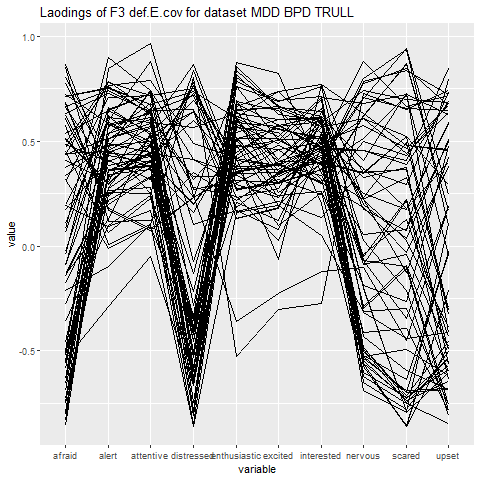 Laodings of F3 def.E.cov for dataset MDD BPD TRULL
1.0
0.5
0.0
-0.5
value
afraid alert attentive distressed enthusiastic excited interested nervous scared upset
variable